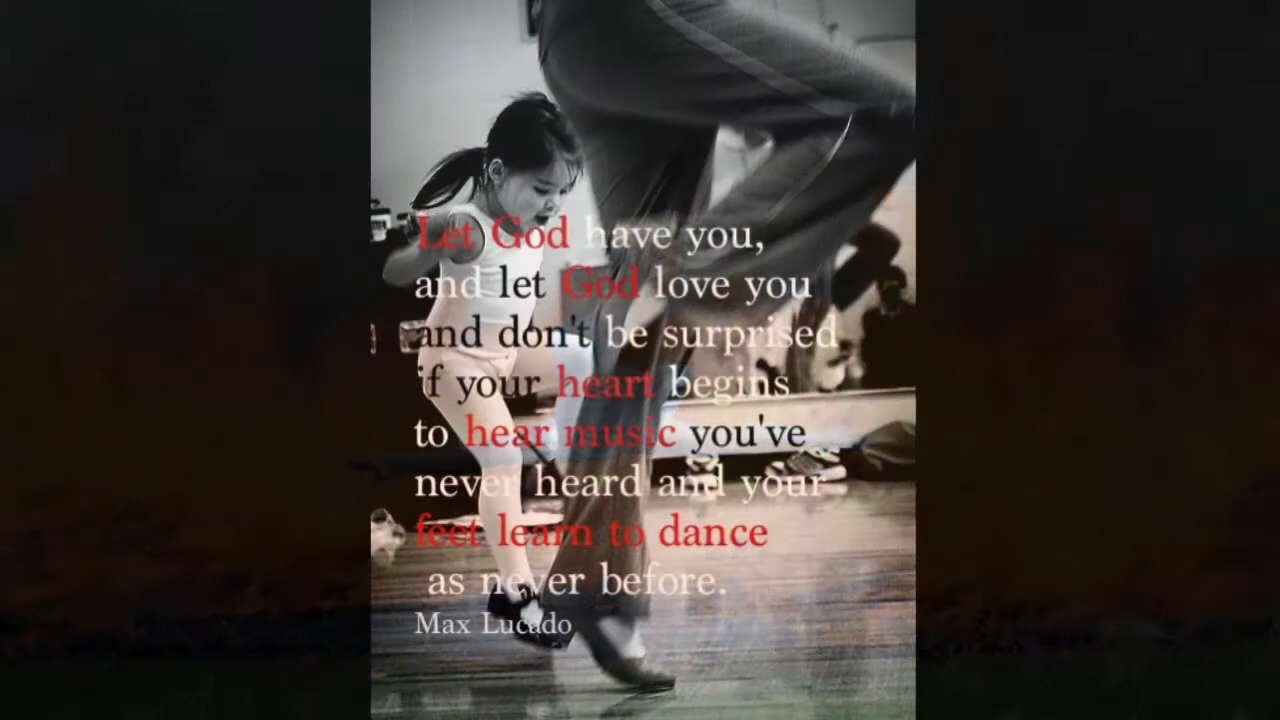 Let God have you,
and let God love you
and don't be surprised
if your heart begins
to hear music you've
never heard and your
feet learn to dance
as never before.
Max Lucado